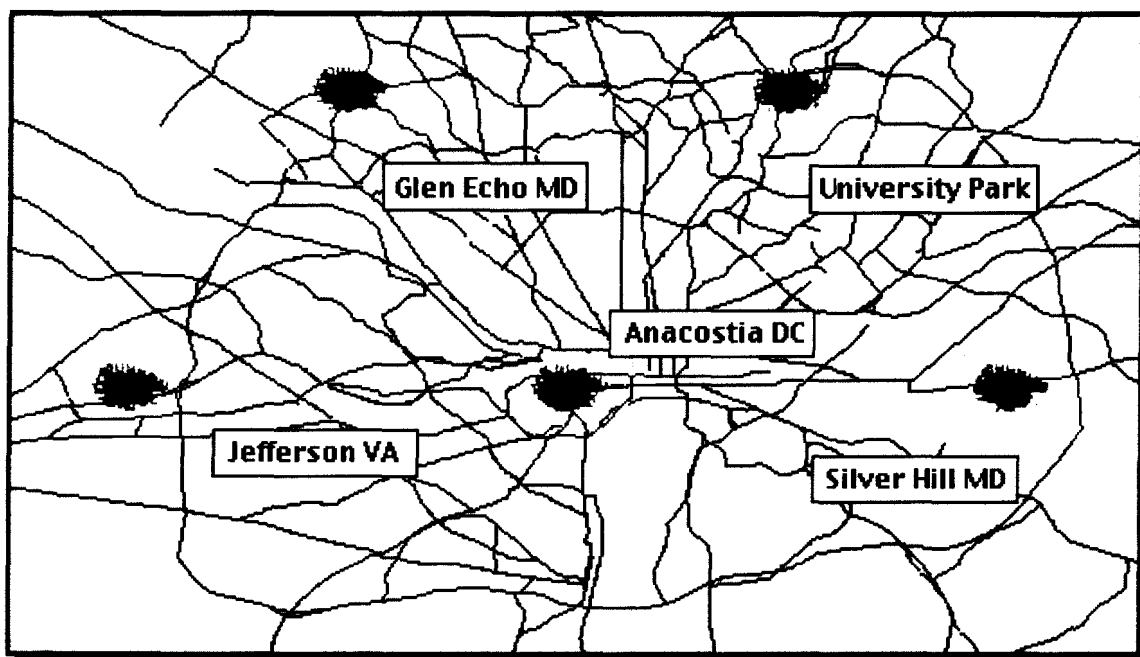 Glen Echo MD
University Park
Anacostia DC
Jefferson VA
Silver Hill MD